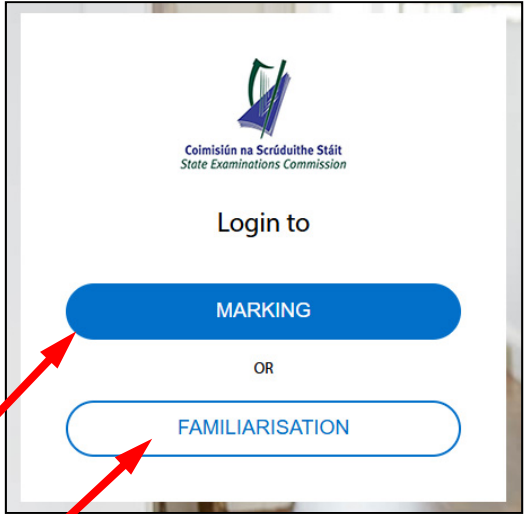 Coimisiún na Scrúduithe Stáit
State Examinations Commission
Login to
MARKING
OR
FAMILIARISATION